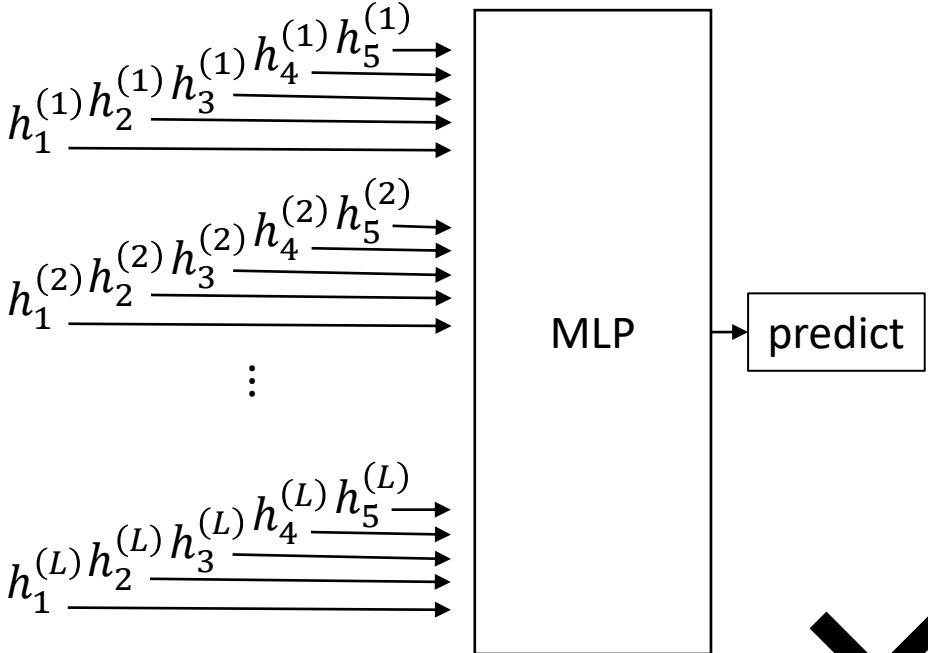 h_1^{(1)} h_2^{(1)} h_3^{(1)} h_4^{(1)} h_5^{(1)}
h_1^{(2)} h_2^{(2)} h_3^{(2)} h_4^{(2)} h_5^{(2)}
MLP
predict
⋮
h_1^{(L)} h_2^{(L)} h_3^{(L)} h_4^{(L)} h_5^{(L)}